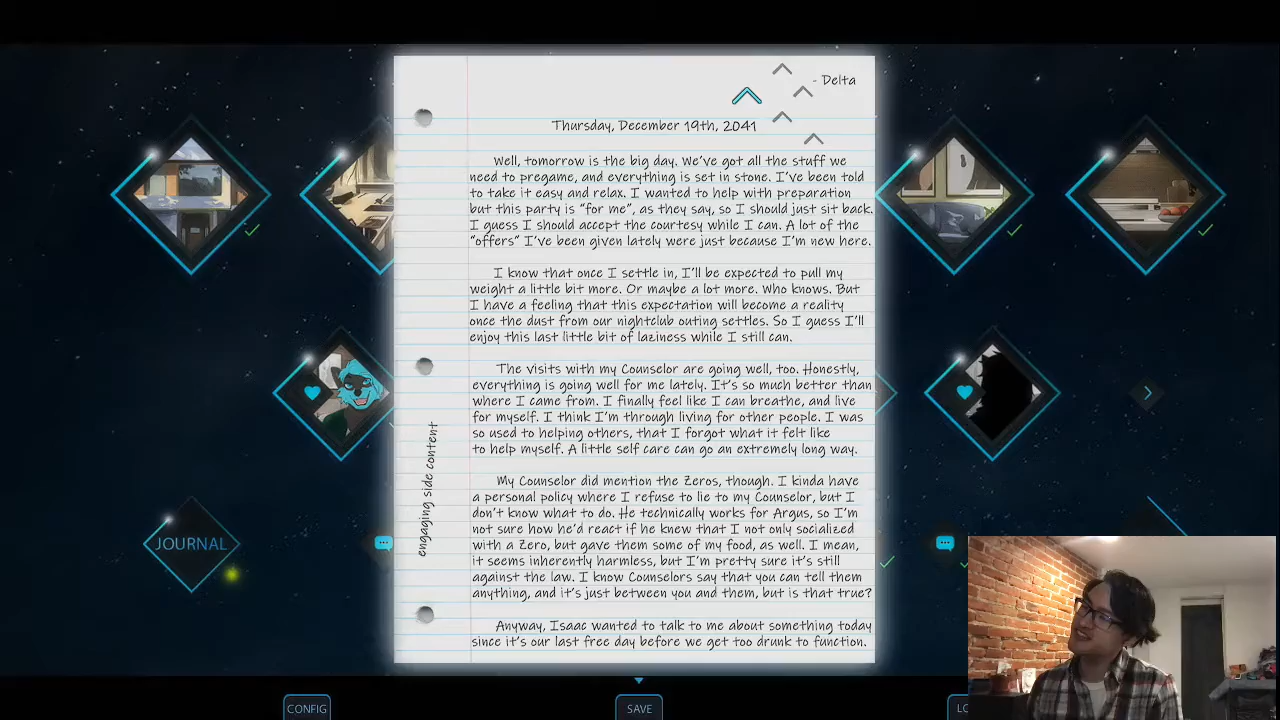 - Delta
Thursday, December 19th, 2041
Well, tomorrow is the big day. We've got all the stuff we
need to pregame, and everything is set in stone. I've been told
to take it easy and relax. I wanted to help with preparation
but this party is "for me", as they say, so I should just sit back.
I guess I should accept the courtesy while I can. A lot of the
"offers" I've been given lately were just because I'm new here.
I know that once I settle in, I'll be expected to pull my
weight a little bit more. Or maybe a lot more. Who knows. But
I have a feeling that this expectation will become a reality
once the dust from our nightclub outing settles. So I guess I'll
enjoy this last little bit of laziness while I still can.
The visits with my Counselor are going well, too. Honestly,
everything is going well for me lately. It's so much better than
where I came from. I finally feel like I can breathe, and live
for myself. I think I'm through living for other people. I was
so used to helping others, that I forgot what it felt like
to help myself. A little self care can go an extremely long way.
My Counselor did mention the Zeros, though. I kinda have
a personal policy where I refuse to lie to my Counselor, but I
don't know what to do. He technically works for Argus, so I'm
not sure how he'd react if he knew that I not only socialized
with a Zero, but gave them some of my food, as well. I mean,
it seems inherently harmless, but I'm pretty sure it's still
against the law. I know Counselors say that you can tell them
anything, and it's just between you and them, but is that true?
Anyway, Isaac wanted to talk to me about something today
since it's our last free day before we get too drunk to function.
engaging side content
JOURNAL
CONFIG
SAVE